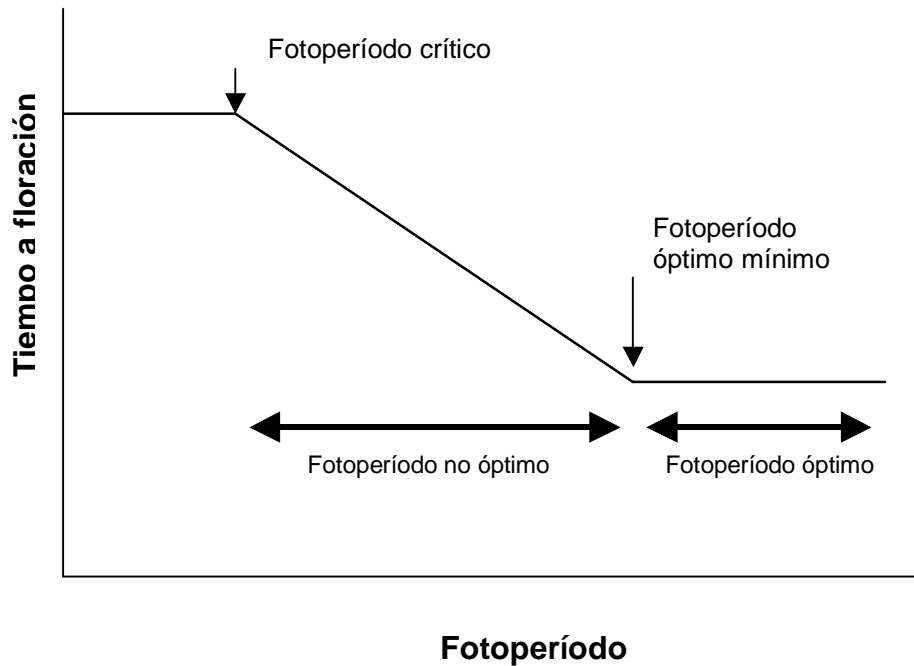 Fotoperíodo crítico
Tiempo a floración
Fotoperíodo
óptimo mínimo
Fotoperíodo no óptimo
Fotoperíodo óptimo
Fotoperíodo